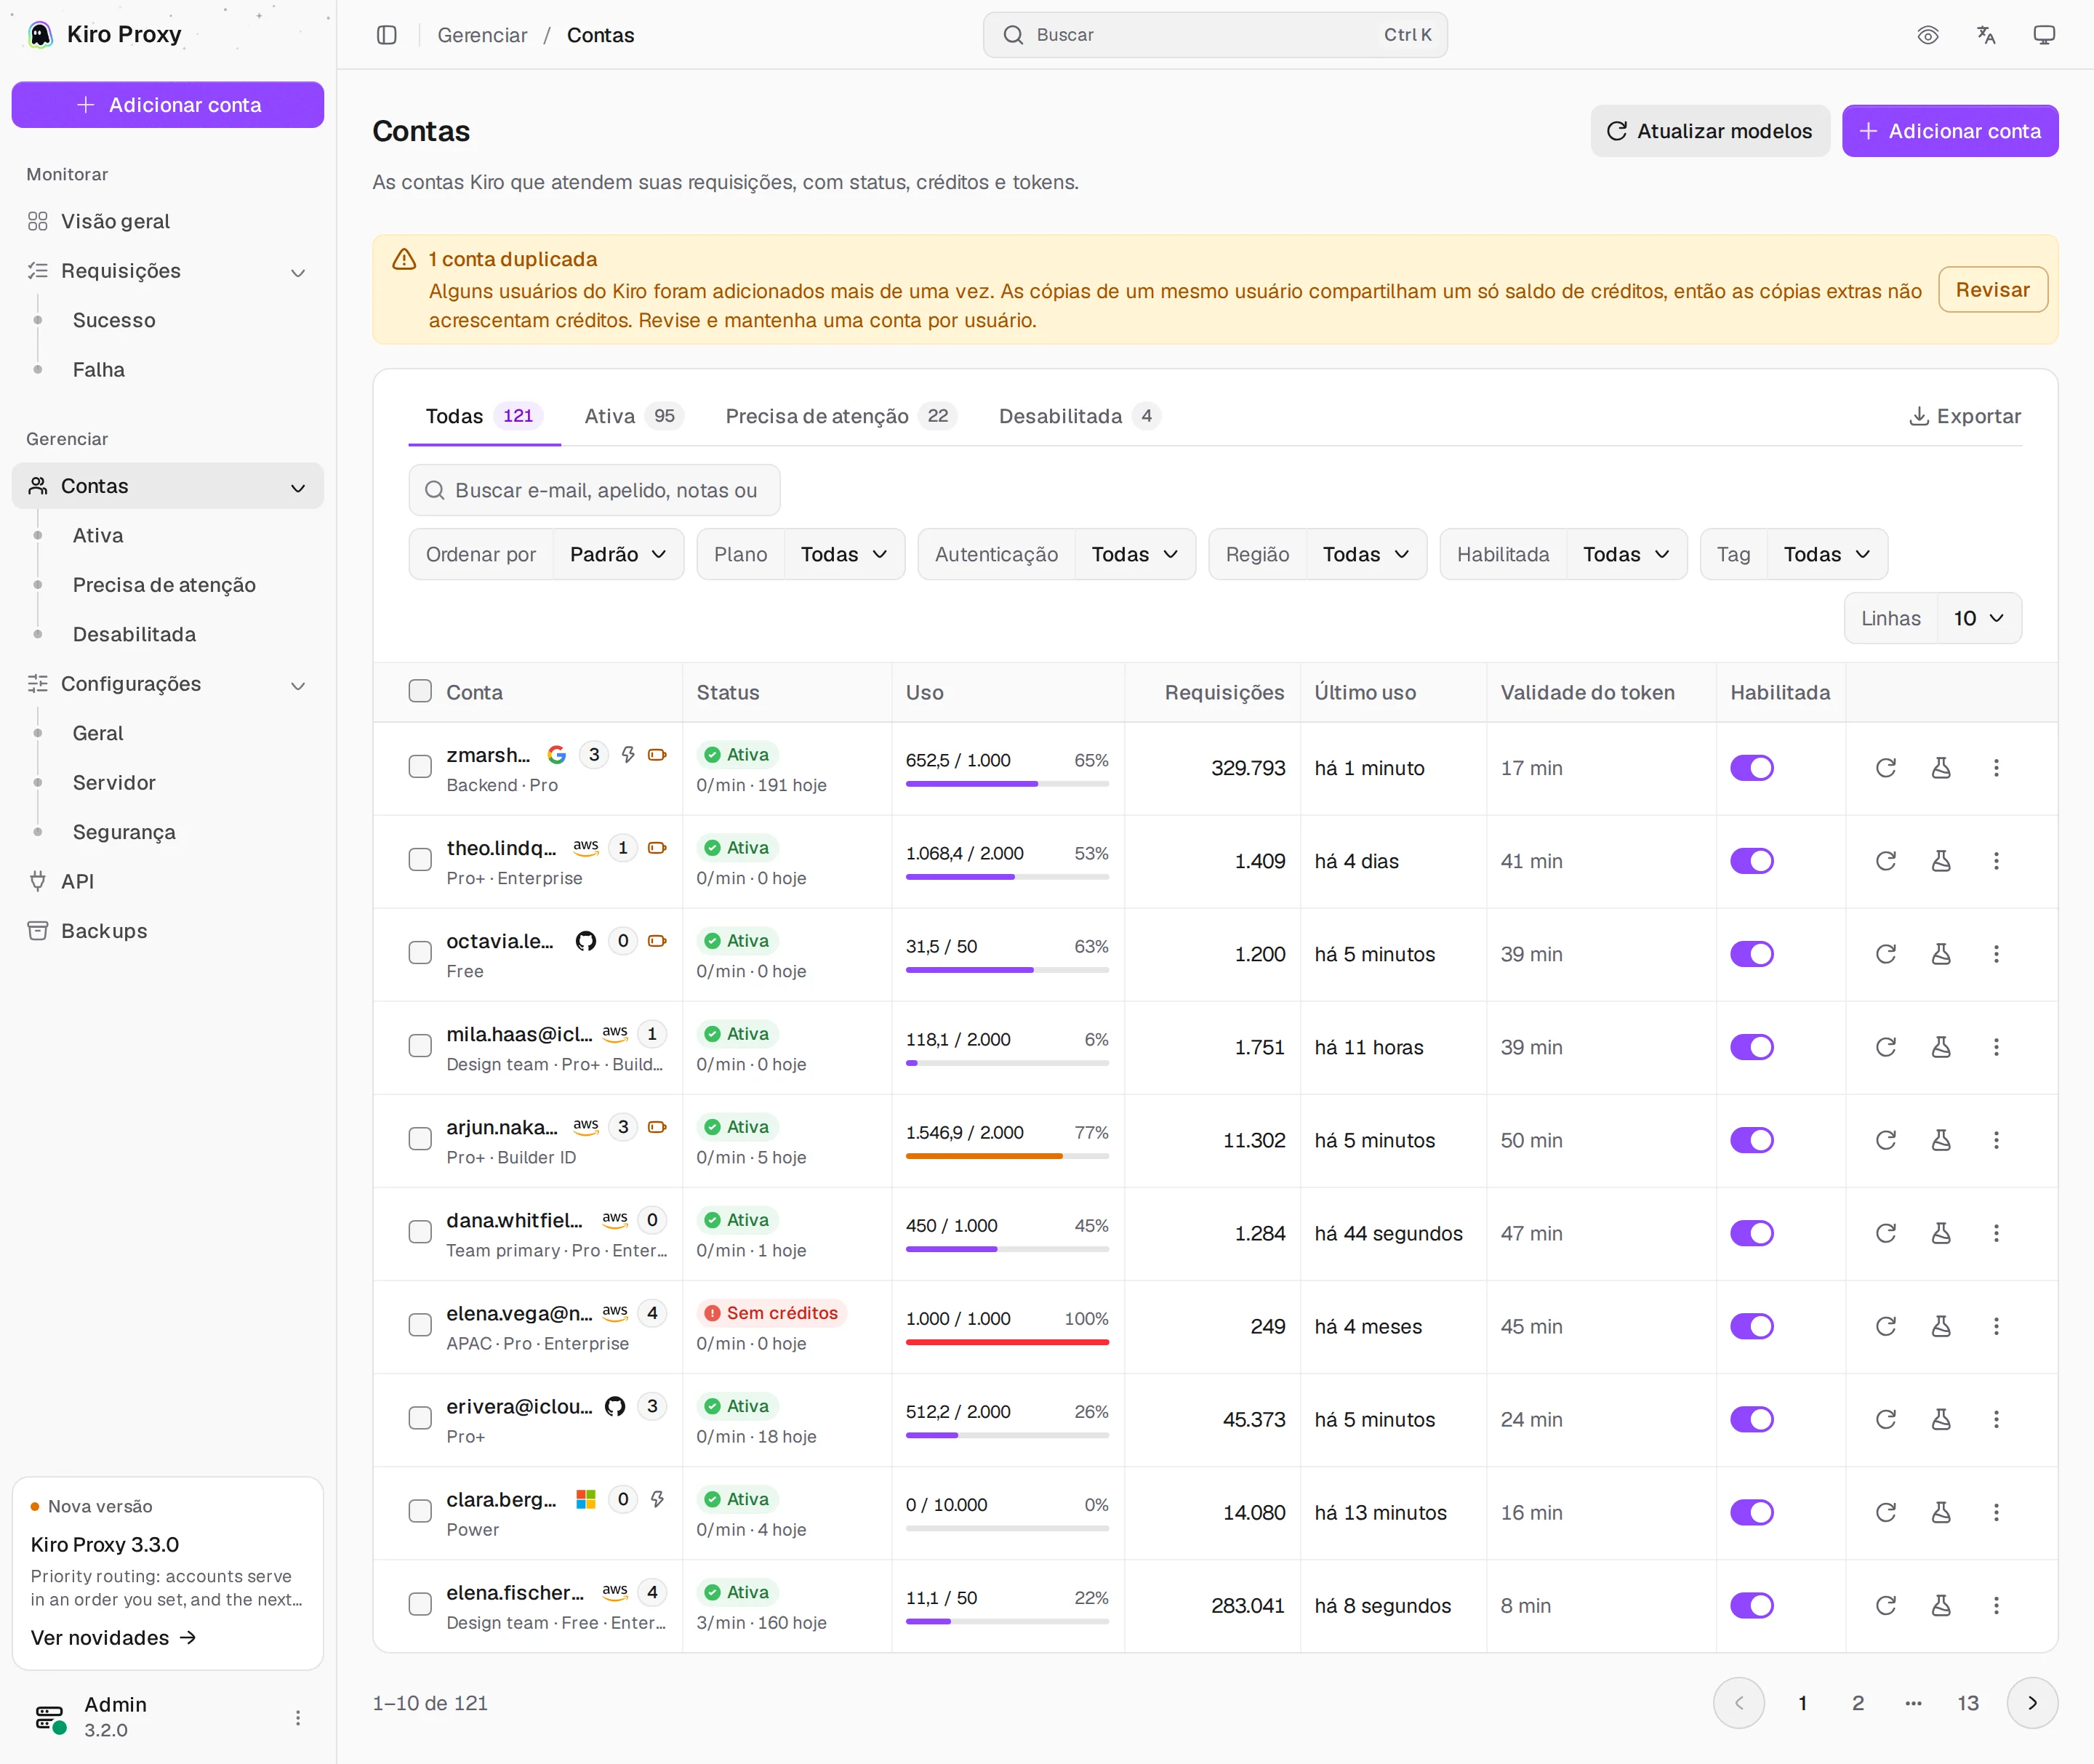 Kiro Proxy
Adicionar conta
Monitorar
Visão geral
Requisições
Sucesso
Falha
Gerenciar
Contas
Ativa
Precisa de atenção
Desabilitada
Configurações
Geral
Servidor
Segurança
API
Backups
Nova versão
Kiro Proxy 3.3.0
Priority routing: accounts serve
in an order you set, and the next...
Ver novidades
Admin
3.2.0
Gerenciar / Contas
Buscar Ctrl K
Contas
Atualizar modelos
Adicionar conta
As contas Kiro que atendem suas requisições, com status, créditos e tokens.
1 conta duplicada
Alguns usuários do Kiro foram adicionados mais de uma vez. As cópias de um mesmo usuário compartilham um só saldo de créditos, então as cópias extras não
acrescentam créditos. Revise e mantenha uma conta por usuário.
Revisar
Todas 121 Ativa 95 Precisa de atenção 22 Desabilitada 4 Exportar
Buscar e-mail, apelido, notas ou
Ordenar por Padrão Plano Todas Autenticação Todas Região Todas Habilitada Todas Tag Todas
Linhas 10
Conta Status Uso Requisições Último uso Validade do token Habilitada
zmarsh... 3 Ativa 652,5 / 1.000 65% 329.793 há 1 minuto 17 min
Backend · Pro 0/min · 191 hoje
theo.lindq... aws 1 Ativa 1.068,4 / 2.000 53% 1.409 há 4 dias 41 min
Pro+ · Enterprise 0/min · 0 hoje
octavia.le... 0 Ativa 31,5 / 50 63% 1.200 há 5 minutos 39 min
Free 0/min · 0 hoje
mila.haas@icl... aws 1 Ativa 118,1 / 2.000 6% 1.751 há 11 horas 39 min
Design team · Pro+ · Build... 0/min · 0 hoje
arjun.naka... aws 3 Ativa 1.546,9 / 2.000 77% 11.302 há 5 minutos 50 min
Pro+ · Builder ID 0/min · 5 hoje
dana.whitfiel... aws 0 Ativa 450 / 1.000 45% 1.284 há 44 segundos 47 min
Team primary · Pro · Enter... 0/min · 1 hoje
elena.vega@n... aws 4 Sem créditos 1.000 / 1.000 100% 249 há 4 meses 45 min
APAC · Pro · Enterprise 0/min · 0 hoje
erivera@iclou... 3 Ativa 512,2 / 2.000 26% 45.373 há 5 minutos 24 min
Pro+ 0/min · 18 hoje
clara.berg... 0 Ativa 0 / 10.000 0% 14.080 há 13 minutos 16 min
Power 0/min · 4 hoje
elena.fischer... aws 4 Ativa 11,1 / 50 22% 283.041 há 8 segundos 8 min
Design team · Free · Enter... 3/min · 160 hoje
1–10 de 121
1 2 ... 13